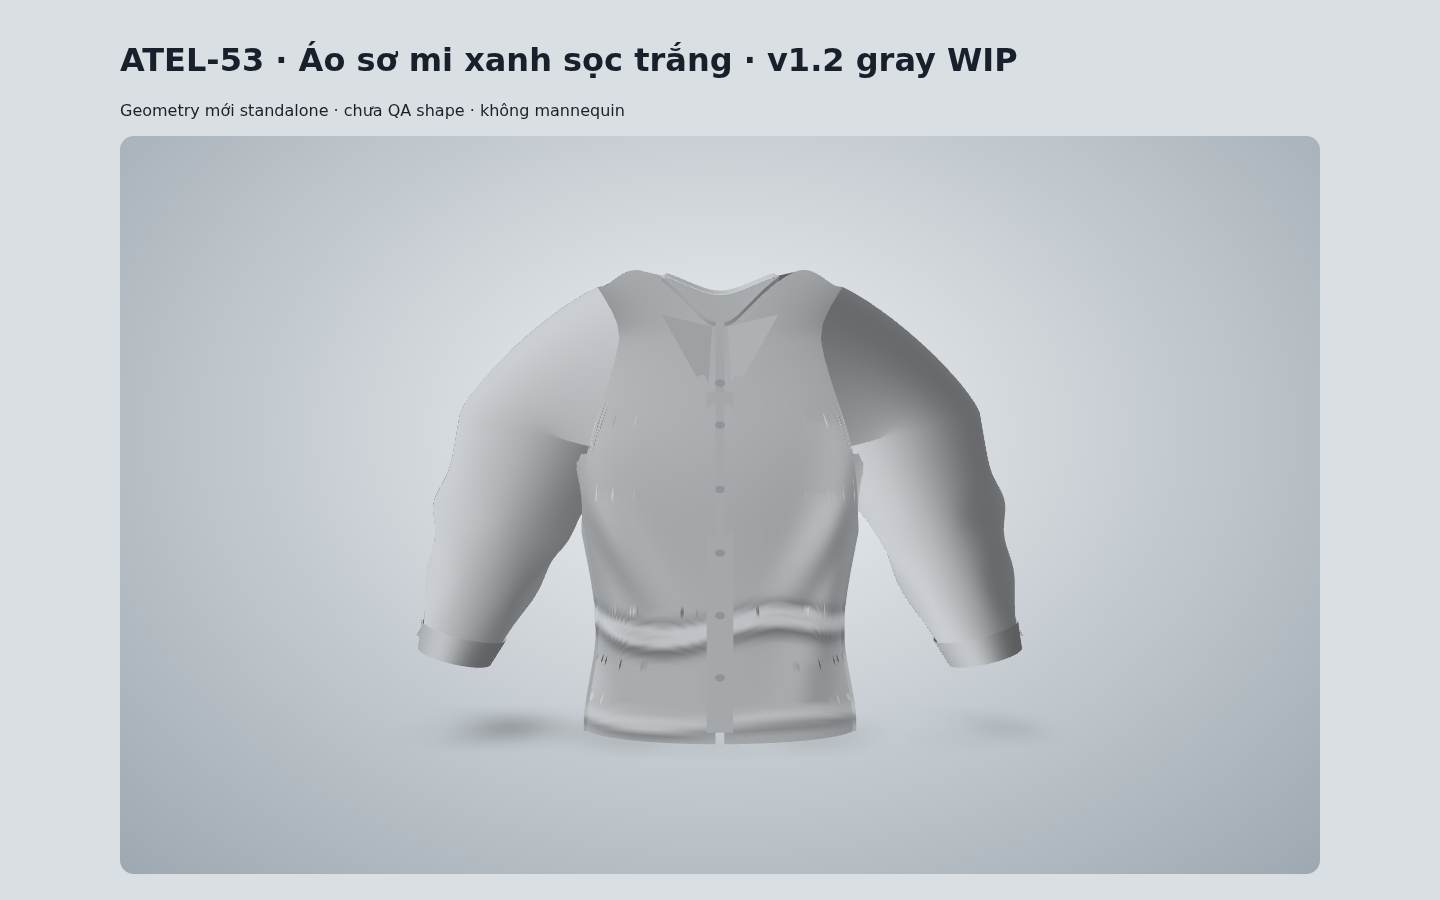 ATEL-53 · Áo sơ mi xanh sọc trắng · v1.2 gray WIP
Geometry mới standalone · chưa QA shape · không mannequin